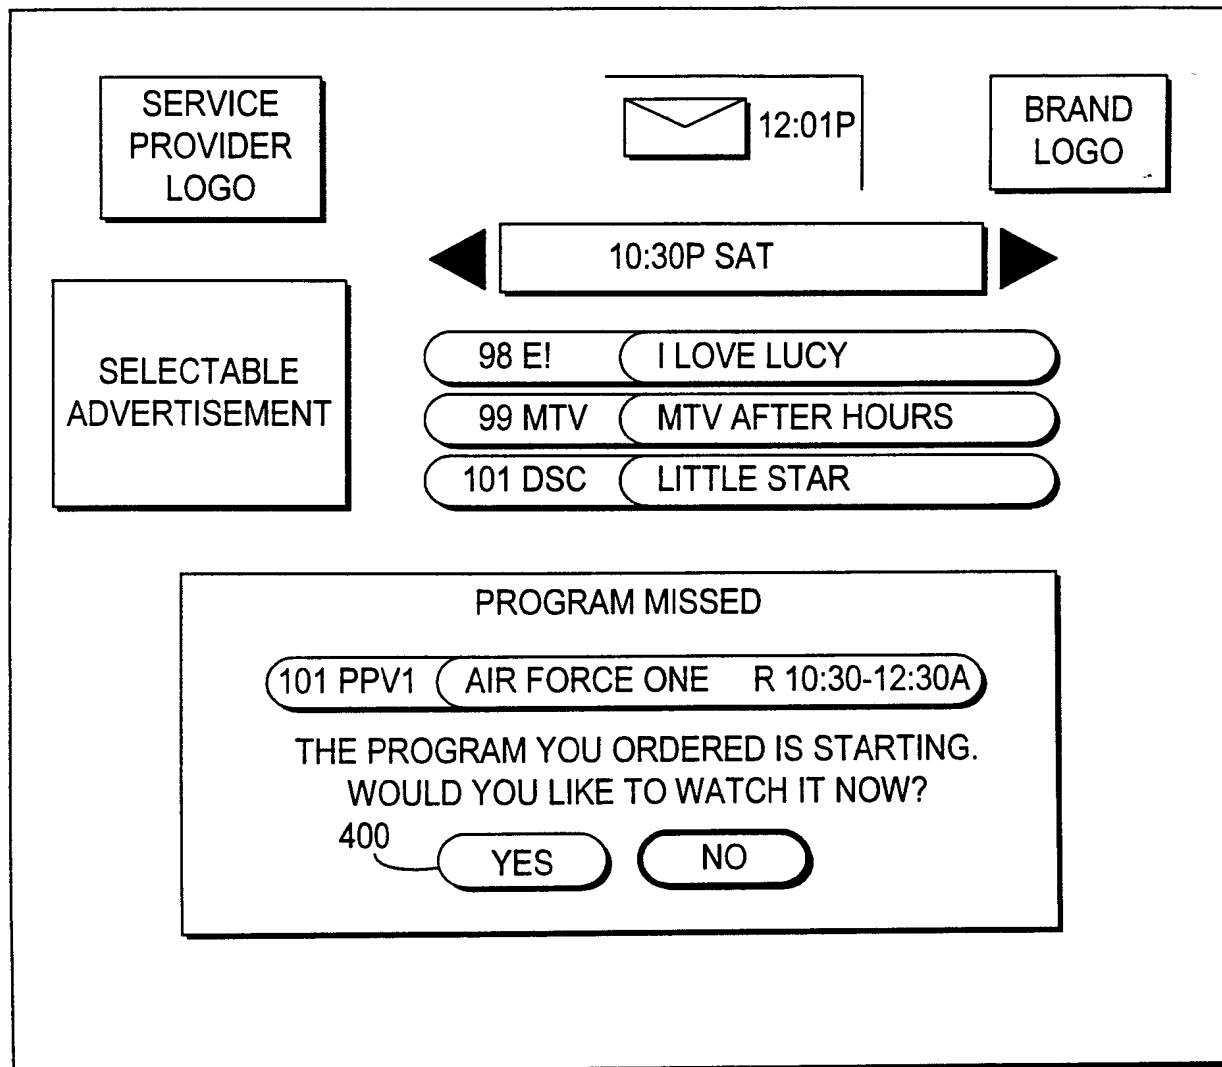 SERVICE
PROVIDER
LOGO
12:01P
BRAND
LOGO
10:30P SAT
SELECTABLE
ADVERTISEMENT
98 E! I LOVE LUCY
99 MTV MTV AFTER HOURS
101 DSC LITTLE STAR
PROGRAM MISSED
101 PPV1 AIR FORCE ONE R 10:30-12:30A
THE PROGRAM YOU ORDERED IS STARTING.
WOULD YOU LIKE TO WATCH IT NOW?
400
YES NO